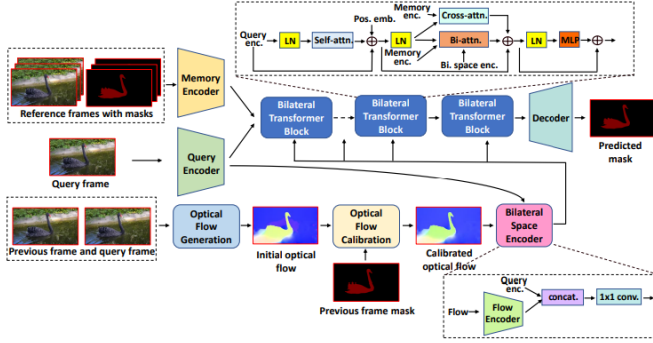 Pos. emb.
Memory
enc.
Cross-attn.
Query
enc.
LN
Self-attn.
LN
Memory
enc.
Bi-attn.
Bi. space enc.
LN
MLP
Reference frames with masks
Memory
Encoder
Bilateral
Transformer
Block
Bilateral
Transformer
Block
Bilateral
Transformer
Block
Decoder
Predicted
mask
Query frame
Query
Encoder
Previous frame and query frame
Optical
Flow
Generation
Initial optical
flow
Optical
Flow
Calibration
Calibrated
optical flow
Bilateral
Space
Encoder
Previous frame mask
Query
enc.
Flow
Flow
Encoder
concat.
1x1 conv.